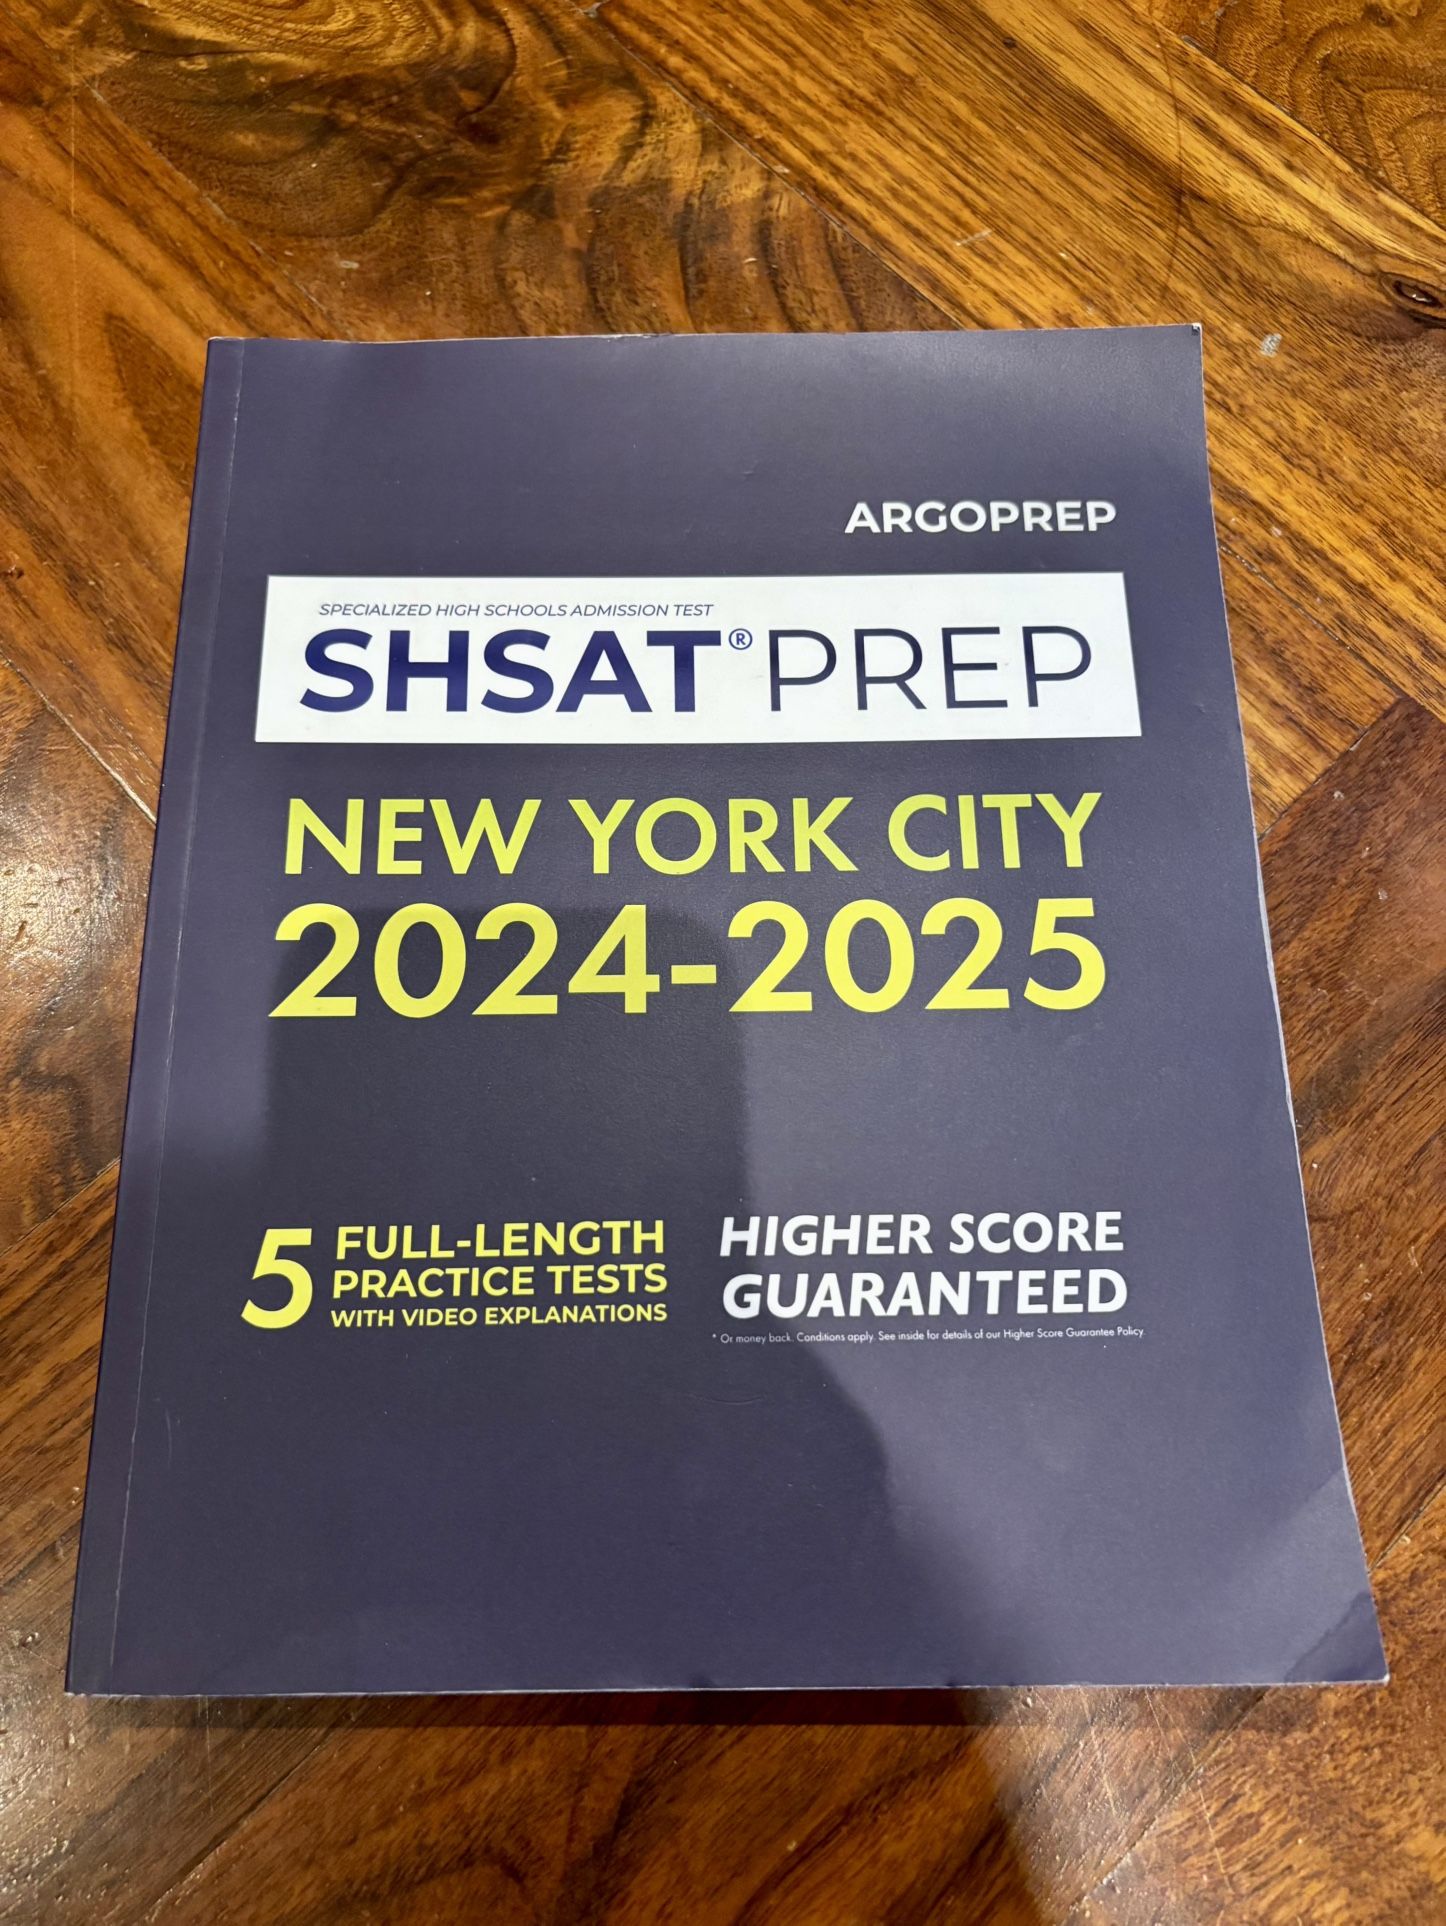 ARGOPREP
SPECIALIZED HIGH SCHOOLS ADMISSION TEST
SHSAT® PREP
NEW YORK CITY
2024-2025
5 FULL-LENGTH
PRACTICE TESTS
WITH VIDEO EXPLANATIONS
HIGHER SCORE
GUARANTEED
* Or money back. Conditions apply. See inside for details of our Higher Score Guarantee Policy.